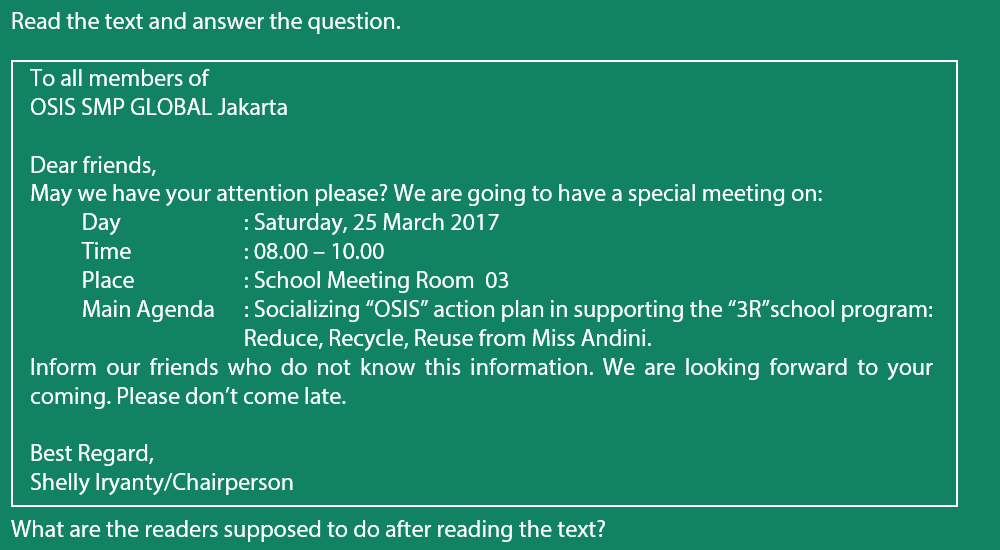 Read the text and answer the question.
To all members of
OSIS SMP GLOBAL Jakarta
Dear friends,
May we have your attention please? We are going to have a special meeting on:
Day : Saturday, 25 March 2017
Time : 08.00 – 10.00
Place : School Meeting Room 03
Main Agenda : Socializing “OSIS” action plan in supporting the “3R”school program:
Reduce, Recycle, Reuse from Miss Andini.
Inform our friends who do not know this information. We are looking forward to your
coming. Please don’t come late.
Best Regard,
Shelly Iryanty/Chairperson
What are the readers supposed to do after reading the text?